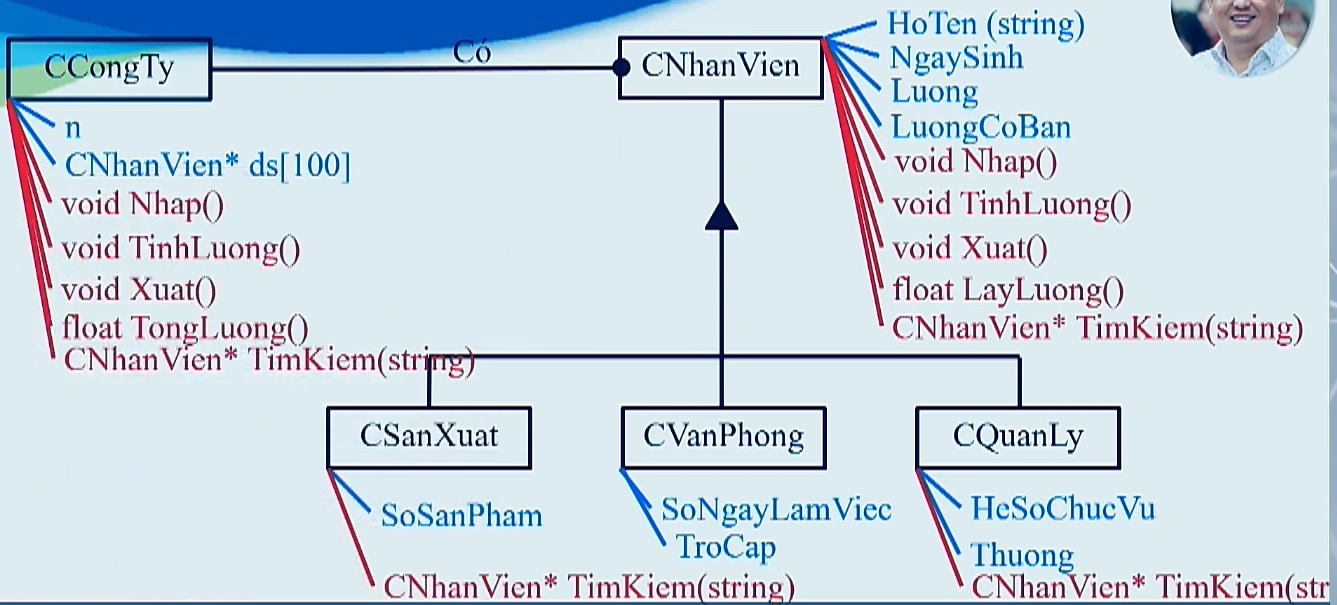 CCongTy
n
CNhanVien* ds[100]
void Nhap()
void TinhLuong()
void Xuat()
float TongLuong()
CNhanVien* TimKiem(string)
Có
CNhanVien
HoTen (string)
NgaySinh
Luong
LuongCoBan
void Nhap()
void TinhLuong()
void Xuat()
float LayLuong()
CNhanVien* TimKiem(string)
CSanXuat
SoSanPham
CNhanVien* TimKiem(string)
CVanPhong
SoNgayLamViec
TroCap
CQuanLy
HeSoChucVu
Thuong
CNhanVien* TimKiem(str